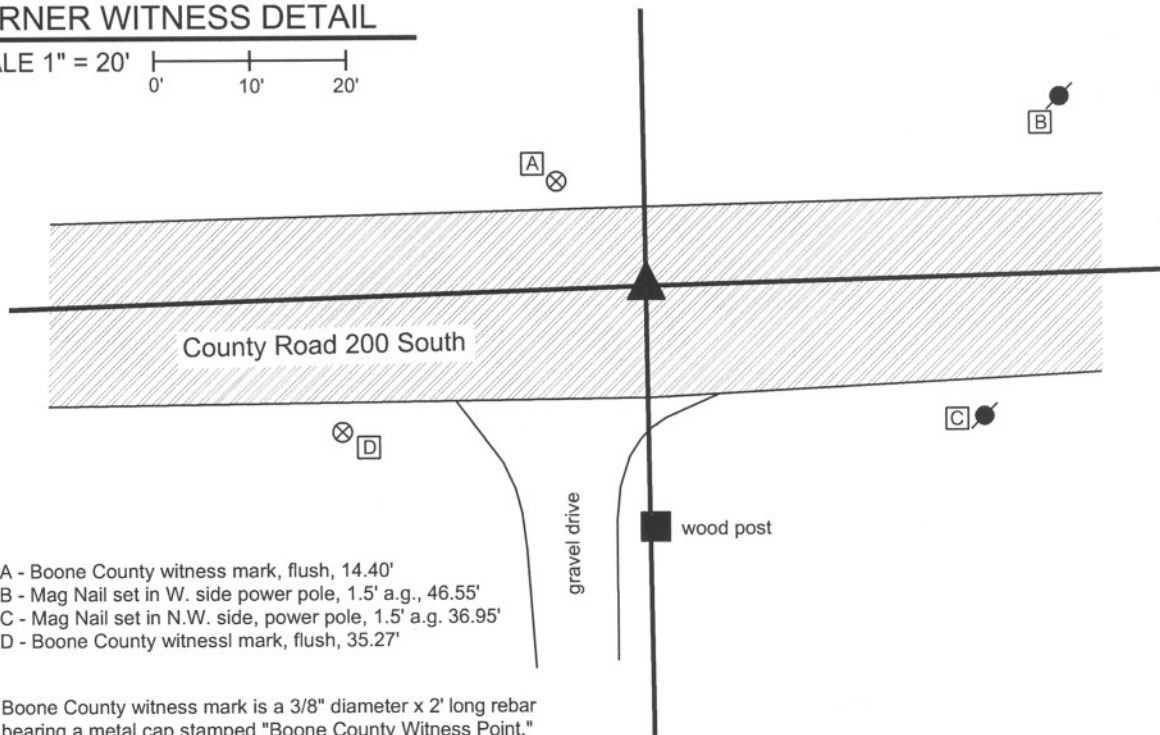 RNER WITNESS DETAIL
LE 1" = 20'
0' 10' 20'
A
B
County Road 200 South
C
D
gravel drive
wood post
A - Boone County witness mark, flush, 14.40'
B - Mag Nail set in W. side power pole, 1.5' a.g., 46.55'
C - Mag Nail set in N.W. side, power pole, 1.5' a.g. 36.95'
D - Boone County witnessl mark, flush, 35.27'
Boone County witness mark is a 3/8" diameter x 2' long rebar
bearing a metal cap stamped "Boone County Witness Point."